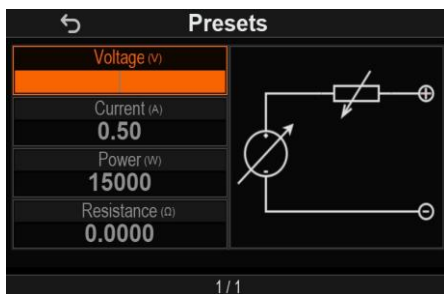 Presets
Voltage (V)
Current (A)
0.50
Power (W)
15000
Resistance (Ω)
0.0000
1/1